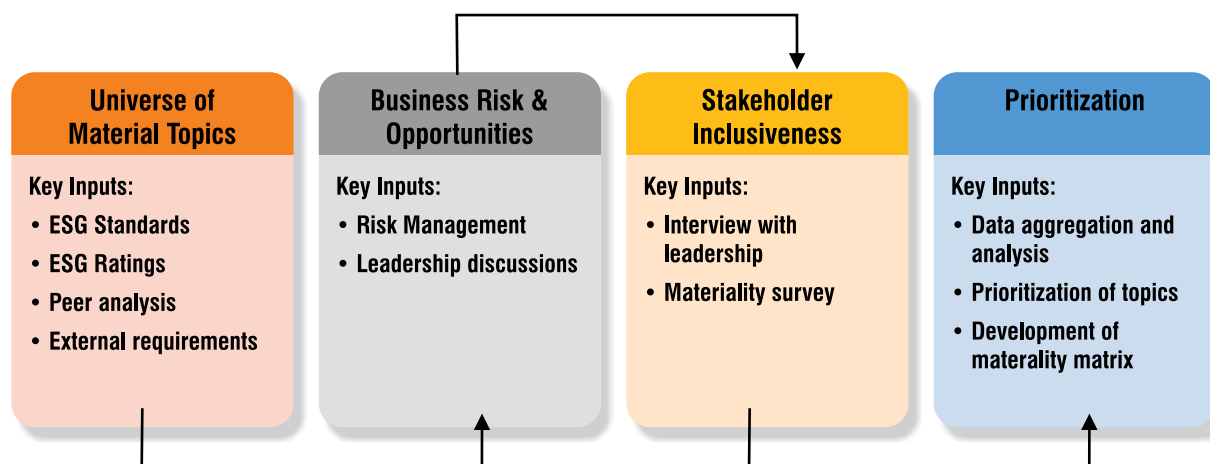 Universe of
Material Topics
Key Inputs:
• ESG Standards
• ESG Ratings
• Peer analysis
• External requirements
Business Risk &
Opportunities
Key Inputs:
• Risk Management
• Leadership discussions
Stakeholder
Inclusiveness
Key Inputs:
• Interview with
leadership
• Materiality survey
Prioritization
Key Inputs:
• Data aggregation and
analysis
• Prioritization of topics
• Development of
materality matrix